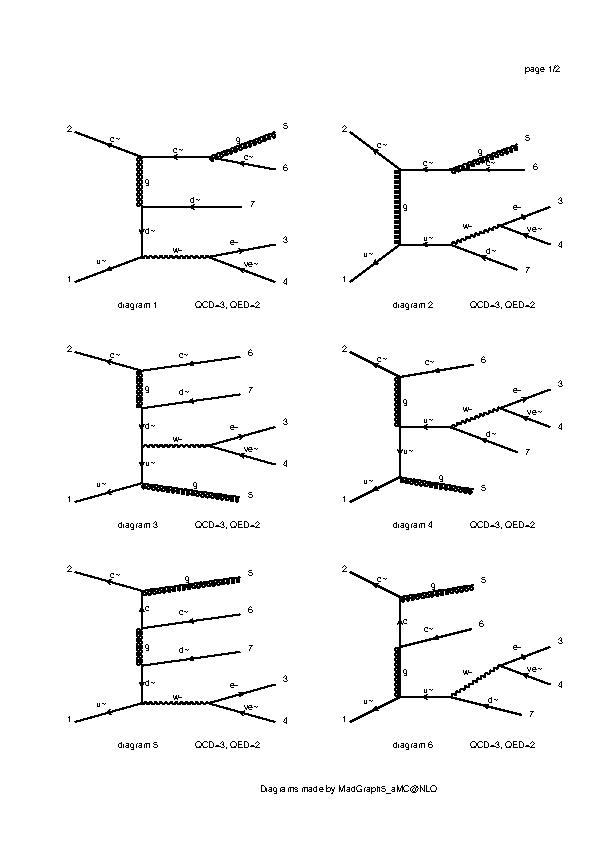 page 1/2
2 c~ c~ g 5
c~ 6
g
d~ 7
d~
e- 3
u~ w-
ve~
1 4
diagram 1 QCD=3, QED=2
2 c~ g 5
c~ c~ 6
g
w- e- 3
ve~ 4
u~ u~ d~
1 7
diagram 2 QCD=3, QED=2
2 c~ c~ 6
g
d~ 7
d~
w- e- 3
ve~ 4
u~
u~ g
1 5
diagram 3 QCD=3, QED=2
2 c~ c~ 6
g
w- e- 3
ve~ 4
u~ d~ 7
u~
u~ g 5
1
diagram 4 QCD=3, QED=2
2 c~ g 5
c
c~ 6
g
d~ 7
d~
e- 3
u~ w-
ve~
1 4
diagram 5 QCD=3, QED=2
2 c~ g 5
c
c~ 6
g
w- e- 3
ve~ 4
u~ u~ d~
1 7
diagram 6 QCD=3, QED=2
Diagrams made by MadGraph5_aMC@NLO